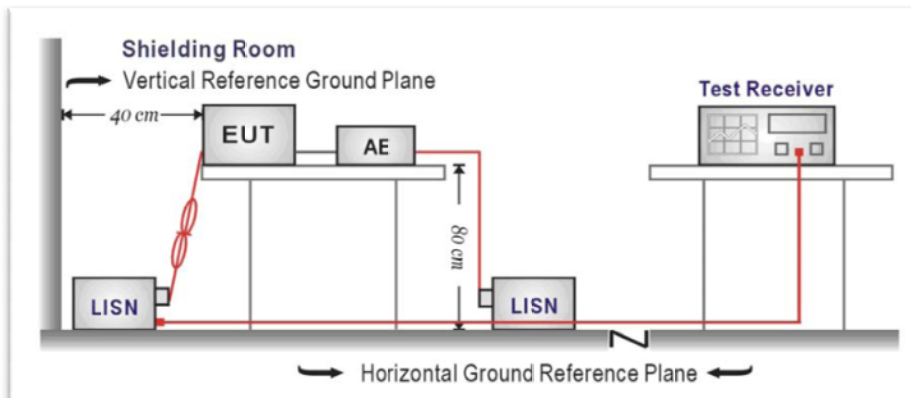 Shielding Room
Vertical Reference Ground Plane
Test Receiver
40 cm
EUT
AE
80 cm
LISN
LISN
Horizontal Ground Reference Plane